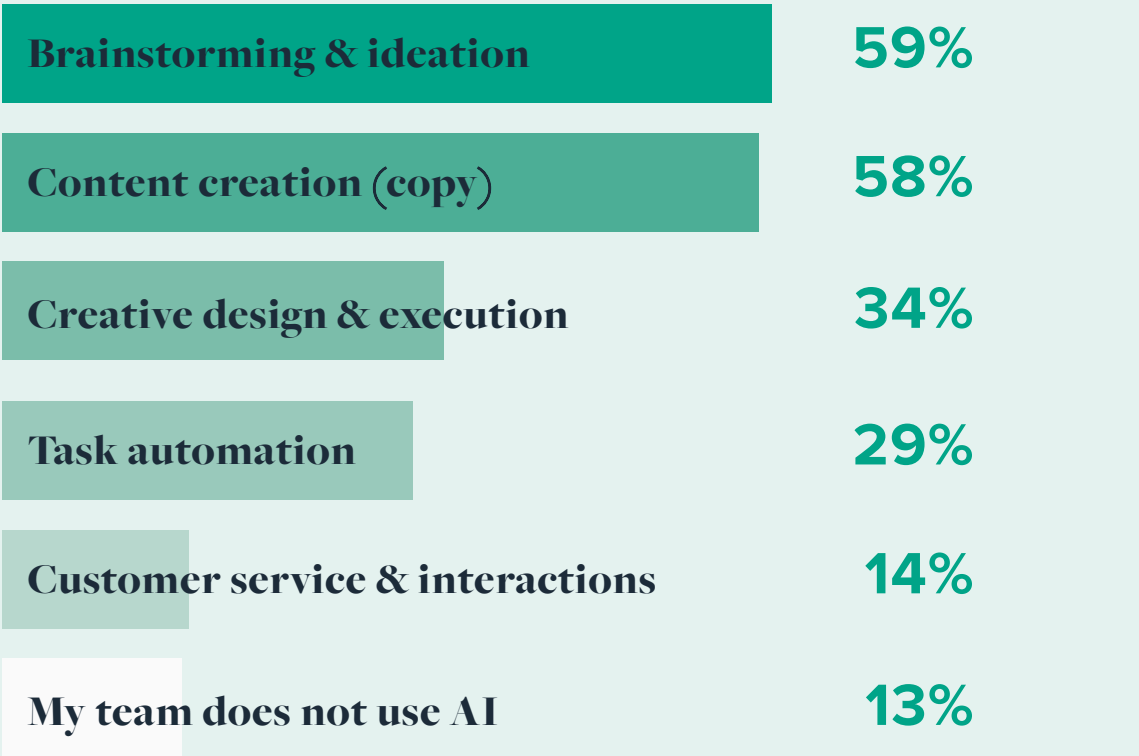 Brainstorming & ideation 59%
Content creation (copy) 58%
Creative design & execution 34%
Task automation 29%
Customer service & interactions 14%
My team does not use AI 13%